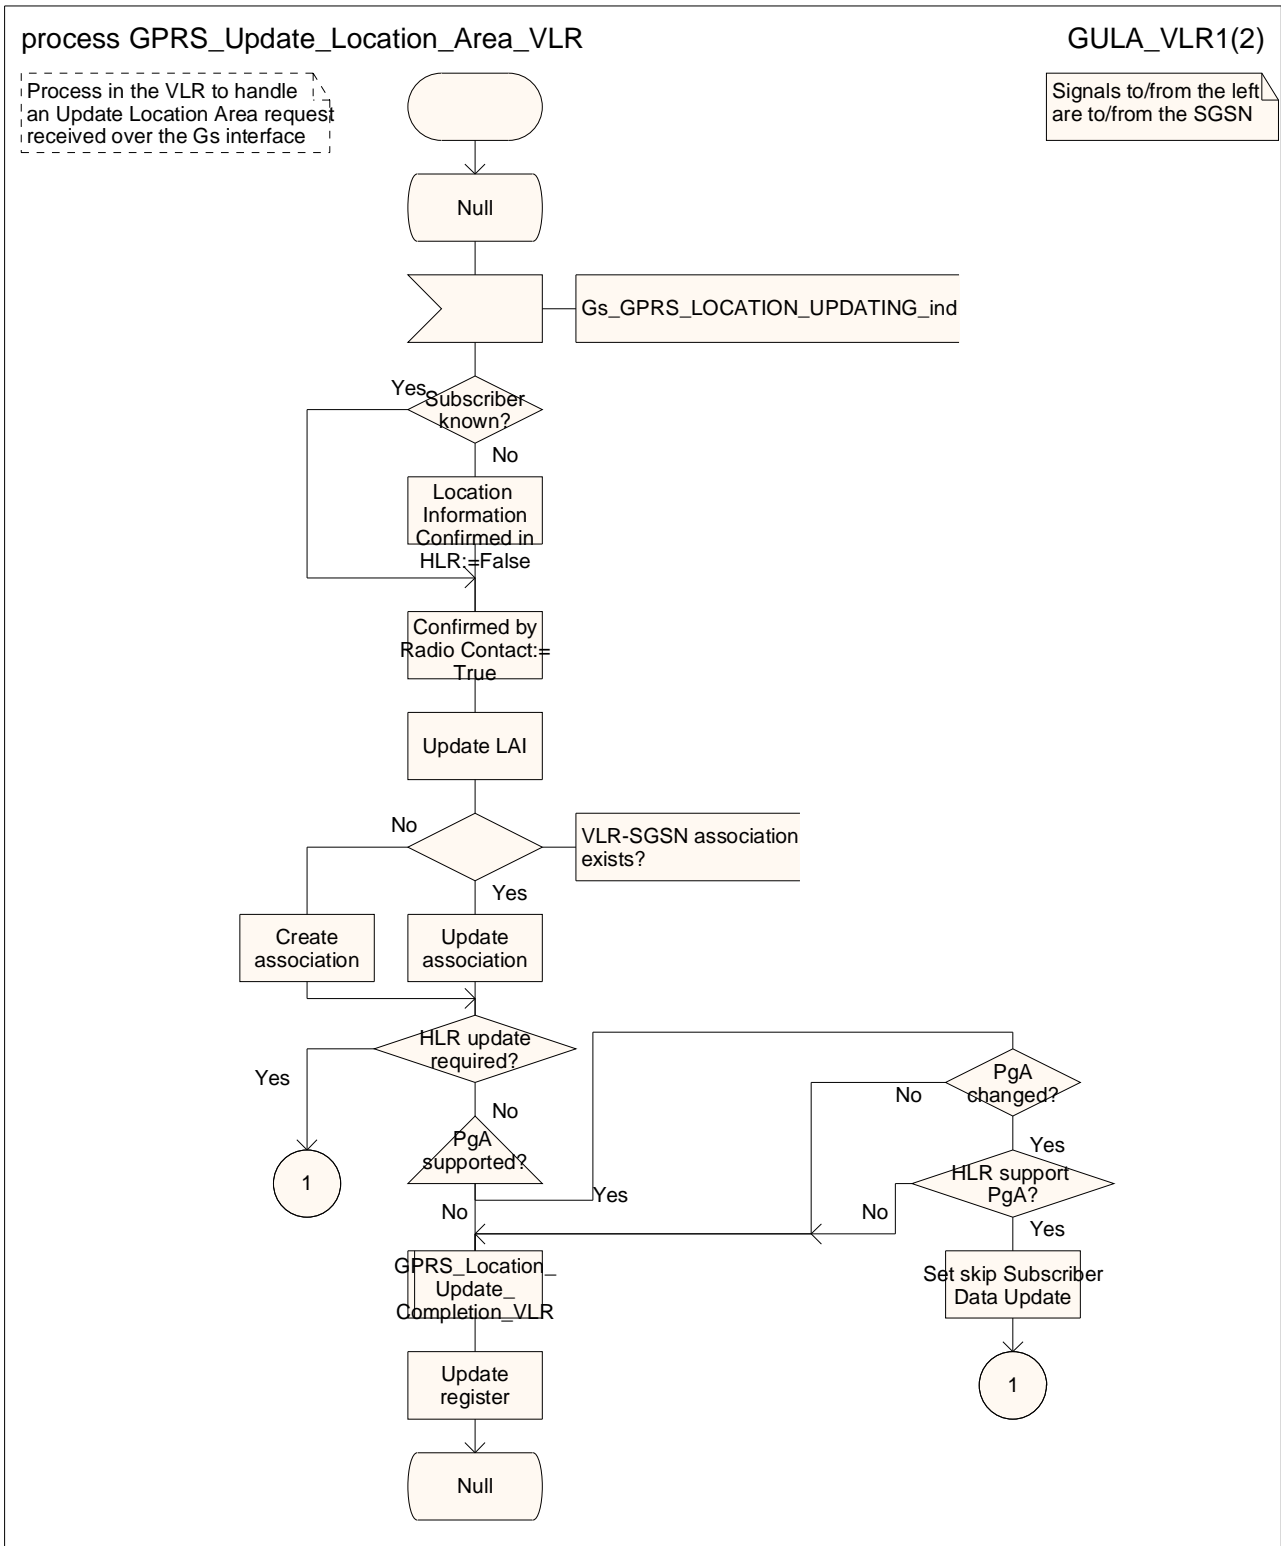 process GPRS_Update_Location_Area_VLR
GULA_VLR1(2)
Process in the VLR to handle
an Update Location Area request
received over the Gs interface
Signals to/from the left
are to/from the SGSN
Null
Gs_GPRS_LOCATION_UPDATING_ind
Yes
Subscriber
known?
No
Location
Information
Confirmed in
HLR:=False
Confirmed by
Radio Contact:=
True
Update LAI
No
VLR-SGSN association
exists?
Yes
Create
association
Update
association
HLR update
required?
Yes
No
PgA
changed?
No
Yes
PgA
supported?
Yes
No
1
HLR support
PgA?
No
Yes
GPRS_Location_
Update_
Completion_VLR
Set skip Subscriber
Data Update
Update
register
1
Null